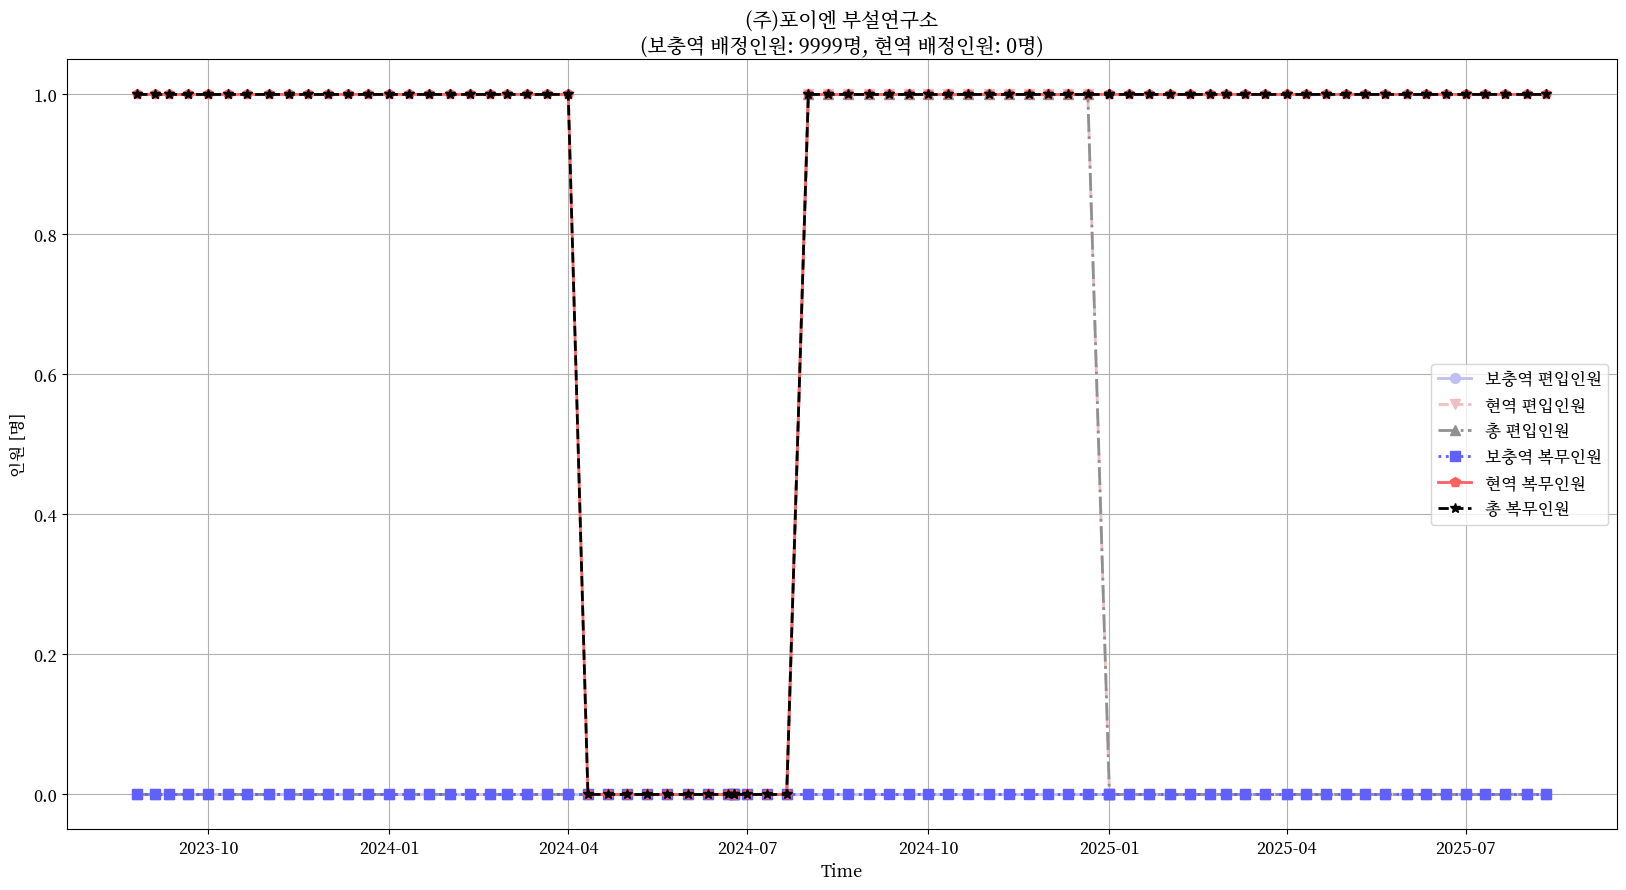 (주)포이엔 부설연구소
(보충역 배정인원: 9999명, 현역 배정인원: 0명)
1.0
0.8
0.6
0.4
0.2
0.0
인원 [명]
보충역 편입인원
현역 편입인원
총 편입인원
보충역 복무인원
현역 복무인원
총 복무인원
2023-10
2024-01
2024-04
2024-07
2024-10
2025-01
2025-04
2025-07
Time